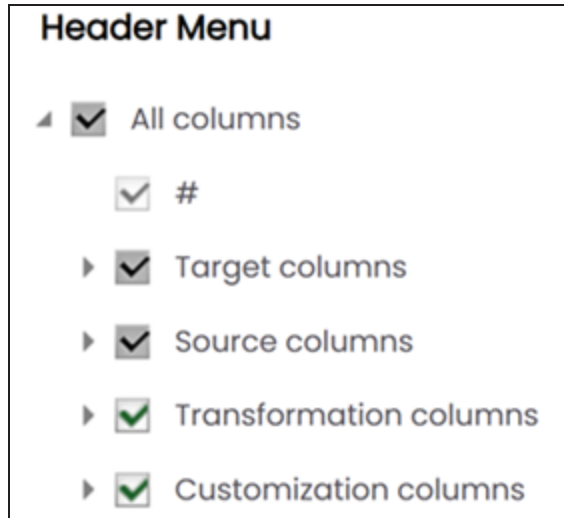 Header Menu
All columns
#
Target columns
Source columns
Transformation columns
Customization columns